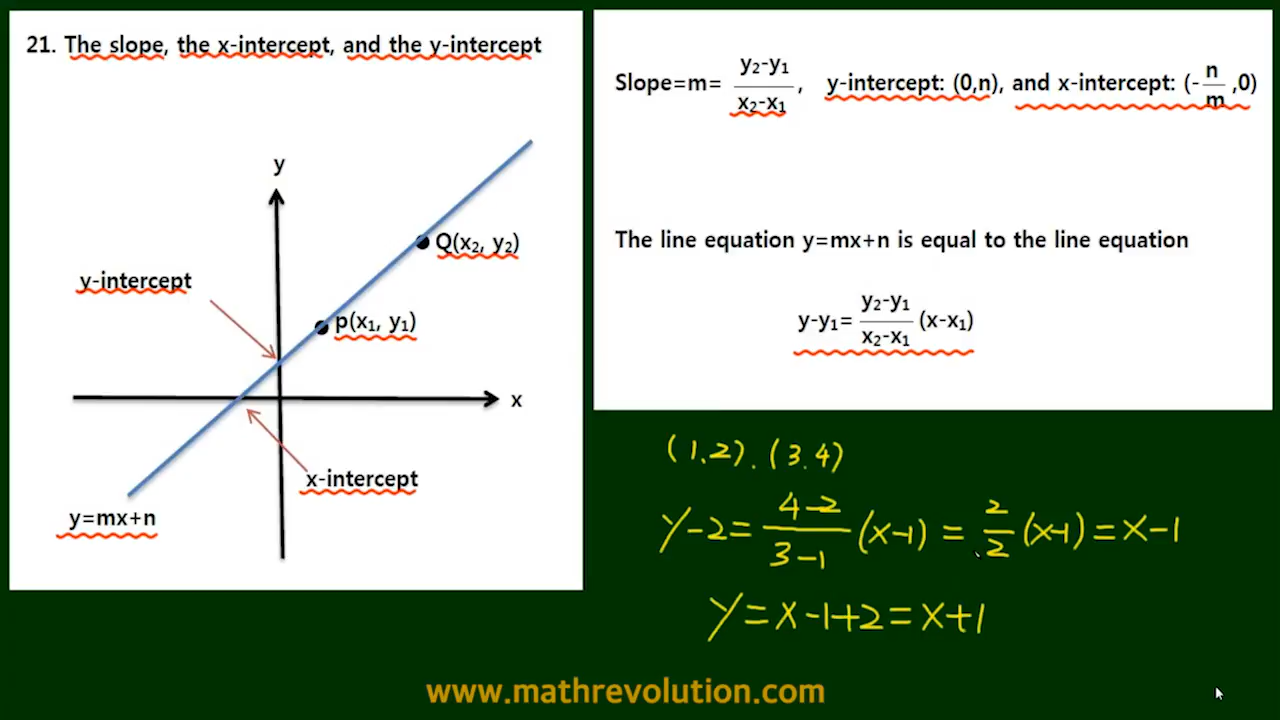 21. The slope, the x-intercept, and the y-intercept
y
Q(x₂, y₂)
y-intercept
p(x₁, y₁)
x
x-intercept
y=mx+n
Slope=m= y₂-y₁/x₂-x₁, y-intercept: (0,n), and x-intercept: (-n/m,0)
The line equation y=mx+n is equal to the line equation
y-y₁= y₂-y₁/x₂-x₁ (x-x₁)
(1.2). (3.4)
y-2= 4-2/3-1 (x-1) = 2/2 (x-1) = x-1
y=x-1+2=x+1
www.mathrevolution.com